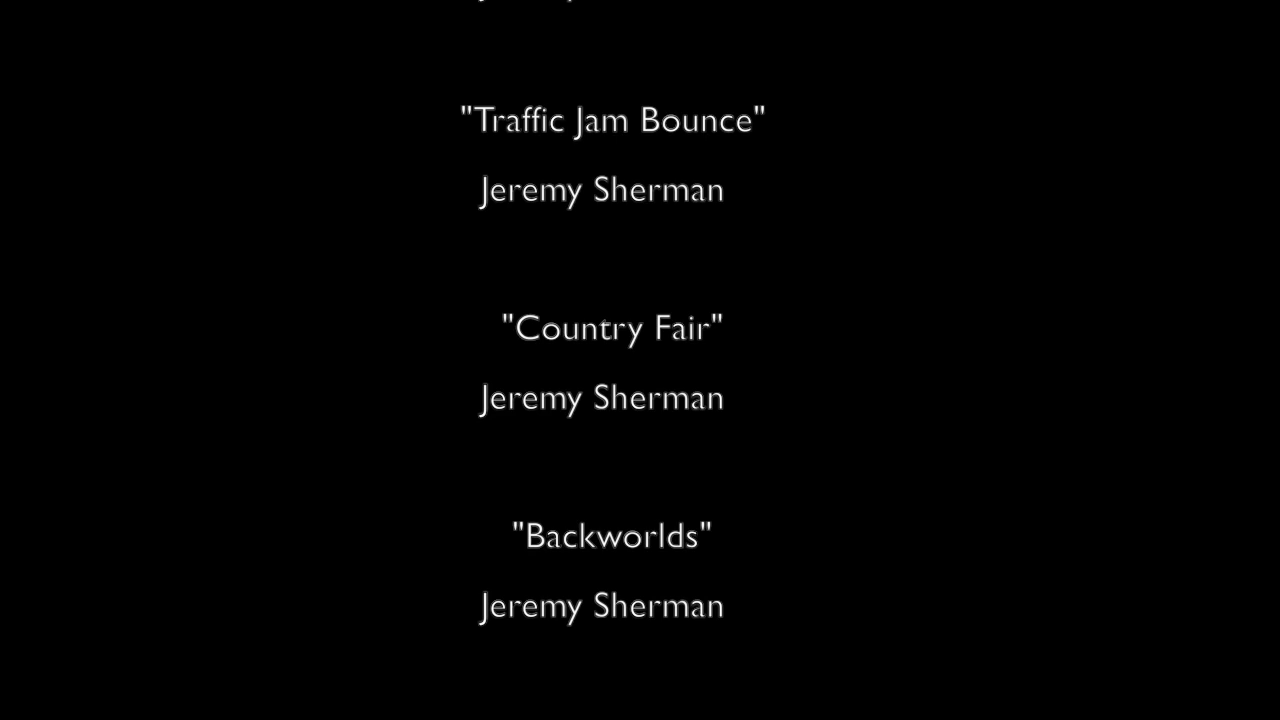 "Traffic Jam Bounce"
Jeremy Sherman
"Country Fair"
Jeremy Sherman
"Backworlds"
Jeremy Sherman